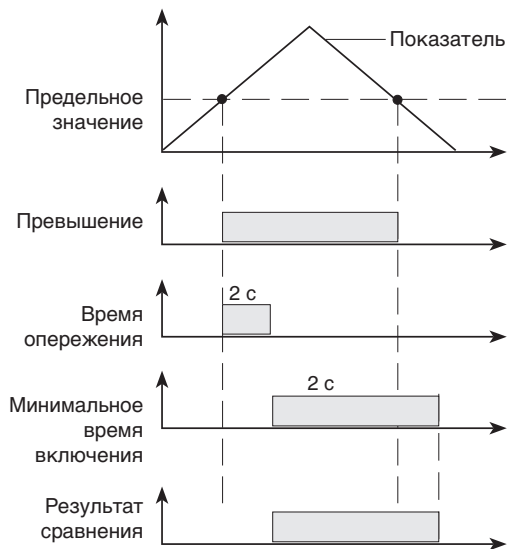 Показатель
Предельное
значение
Превышение
2 с
Время
опережения
2 с
Минимальное
время
включения
Результат
сравнения